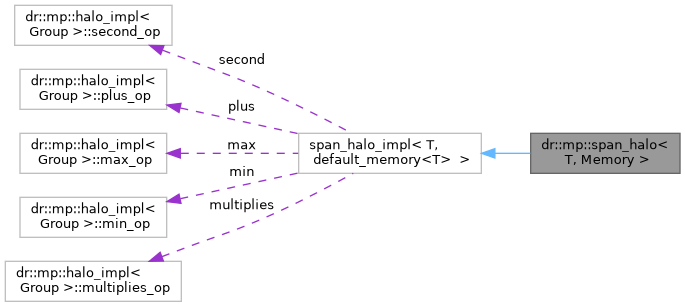 dr::mp::halo_impl<
Group >::second_op
second
dr::mp::halo_impl<
Group >::plus_op
plus
dr::mp::halo_impl<
Group >::max_op
max
span_halo_impl< T,
default_memory<T>  >
dr::mp::span_halo<
T, Memory >
min
dr::mp::halo_impl<
Group >::min_op
multiplies
dr::mp::halo_impl<
Group >::multiplies_op